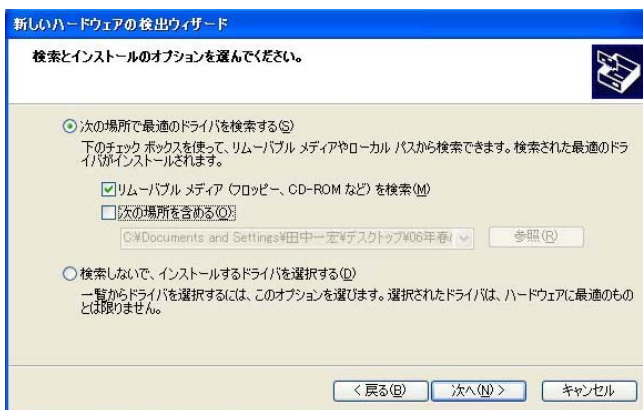 新しいハードウェアの検出ウィザード
検索とインストールのオプションを選んでください。
次の場所で最適のドライバを検索する(S)
下のチェック ボックスを使って、リムーバブル メディアやローカル パスから検索できます。検索された最適のドラ
イバがインストールされます。
リムーバブル メディア (フロッピー、CD-ROM など) を検索(M)
次の場所を含める(O):
C:¥Documents and Settings¥田中一宏¥デスクトップ¥06年春
参照(R)
検索しないで、インストールするドライバを選択する(D)
一覧からドライバを選択するには、このオプションを選びます。選択されたドライバは、ハードウェアに最適のもの
とは限りません。
< 戻る(B)
次へ(N) >
キャンセル